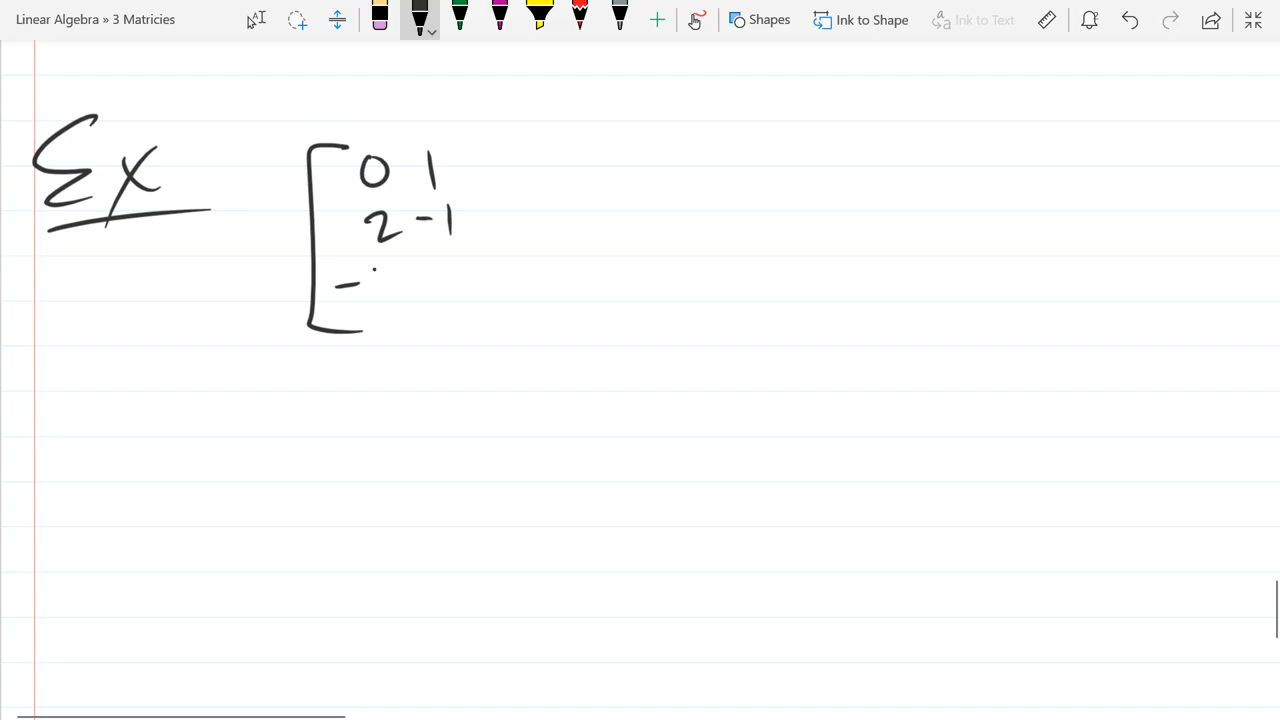 Linear Algebra » 3 Matricies
Shapes
Ink to Shape
Ink to Text
Ex
0 1
2 -1
-